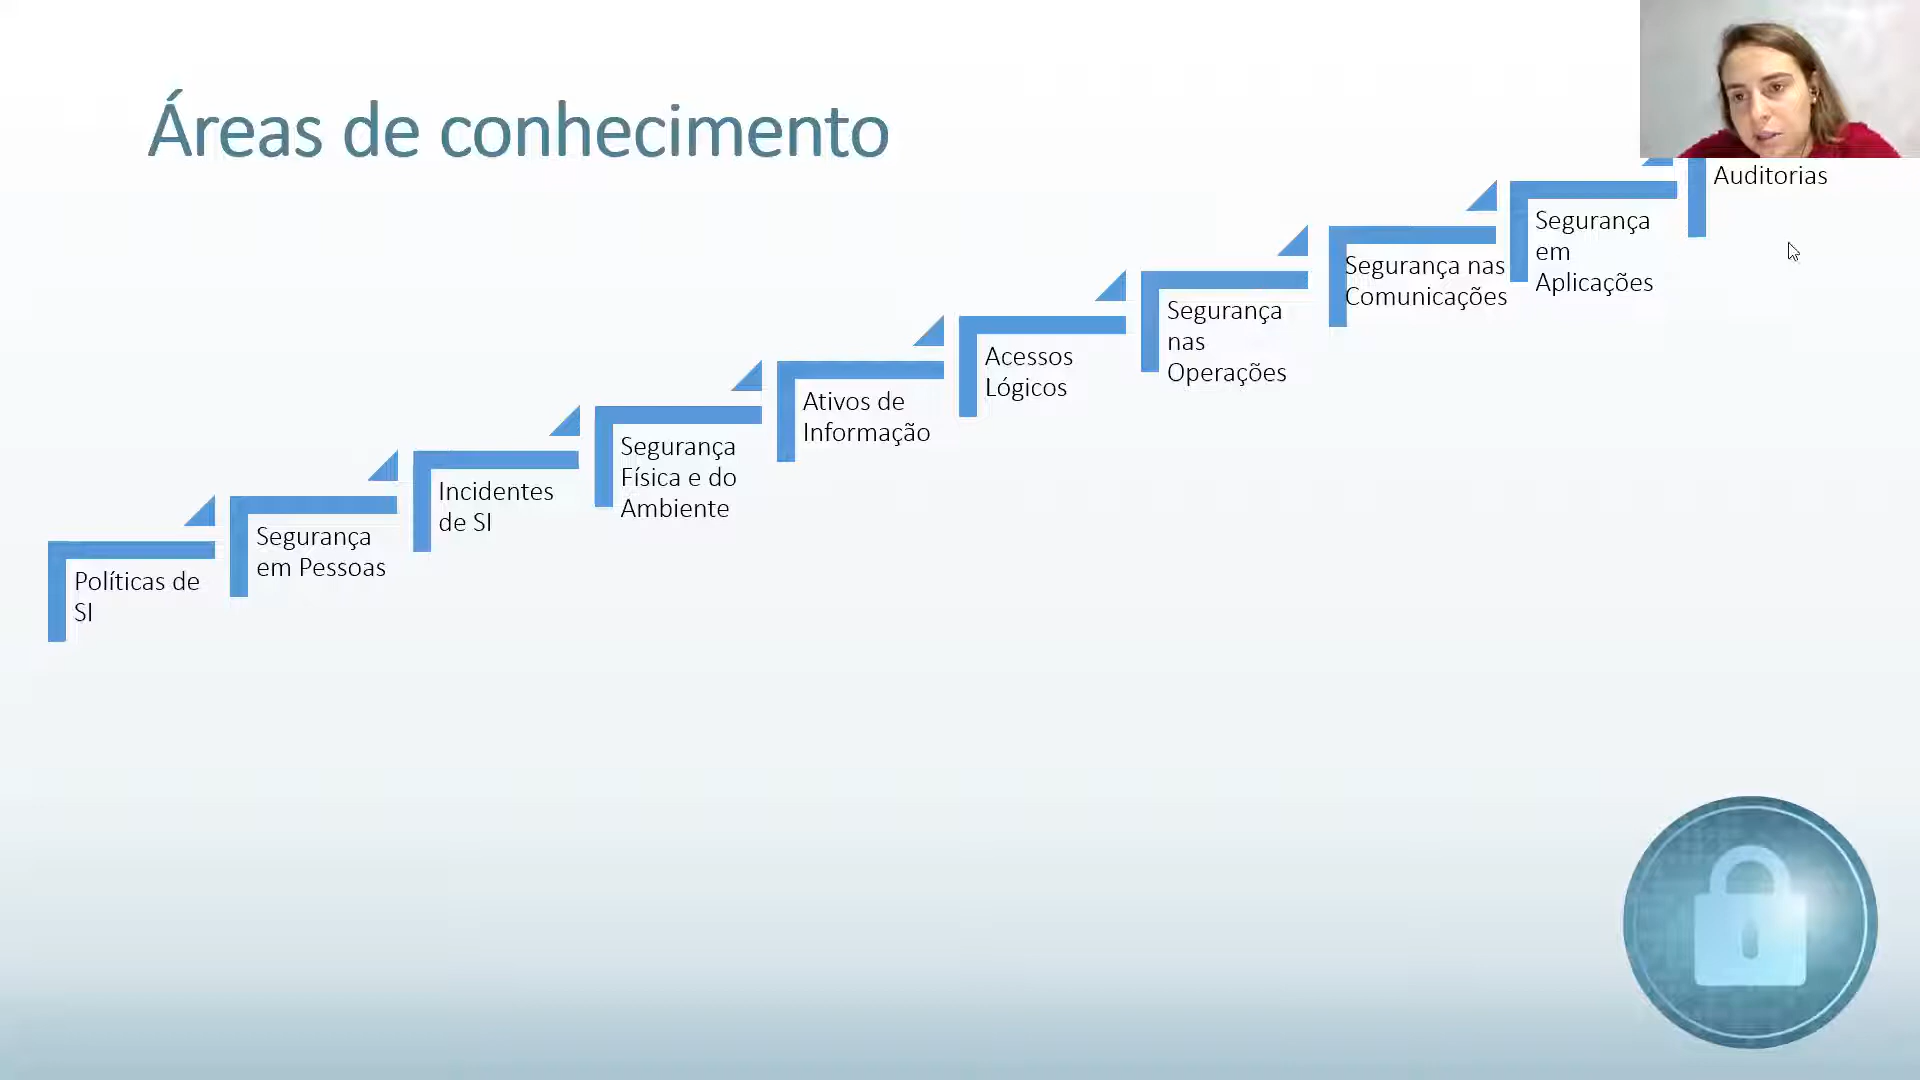 Áreas de conhecimento
Políticas de
SI
Segurança
em Pessoas
Incidentes
de SI
Segurança
Física e do
Ambiente
Ativos de
Informação
Acessos
Lógicos
Segurança
nas
Operações
Segurança nas
Comunicações
Segurança
em
Aplicações
Auditorias